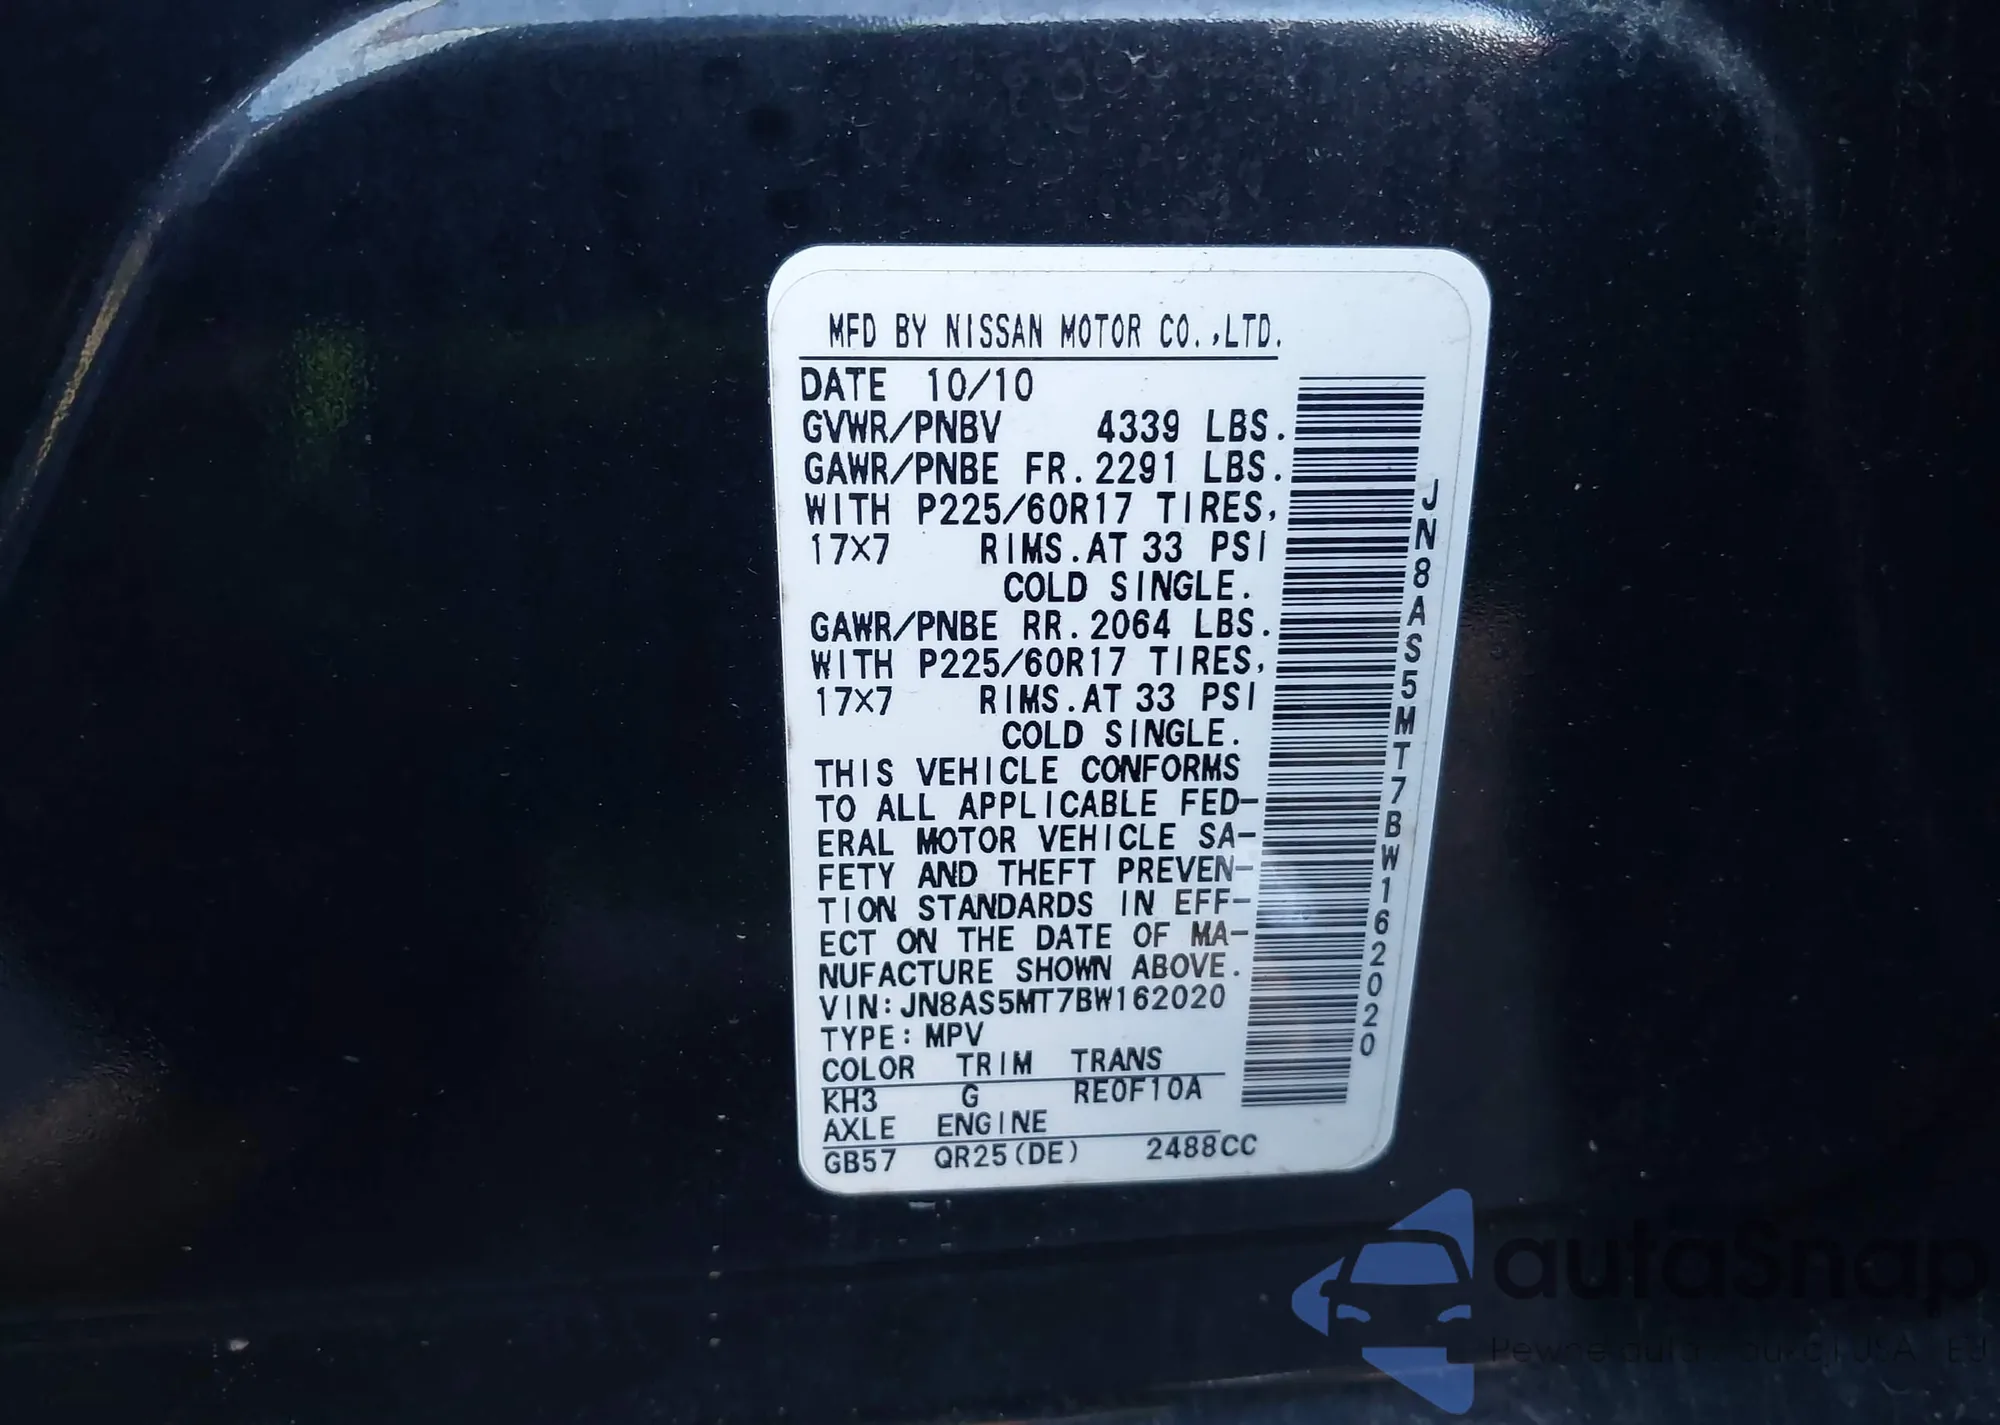 MFD BY NISSAN MOTOR CO.,LTD.
DATE 10/10
GVWR/PNBV 4339 LBS.
GAWR/PNBE FR.2291 LBS.
WITH P225/60R17 TIRES,
17X7 RIMS.AT 33 PSI
COLD SINGLE.
GAWR/PNBE RR.2064 LBS.
WITH P225/60R17 TIRES,
17X7 RIMS.AT 33 PSI
COLD SINGLE.
THIS VEHICLE CONFORMS
TO ALL APPLICABLE FED-
ERAL MOTOR VEHICLE SA-
FETY AND THEFT PREVEN-
TION STANDARDS IN EFF-
ECT ON THE DATE OF MA-
NUFACTURE SHOWN ABOVE.
VIN:JN8AS5MT7BW162020
TYPE:MPV
COLOR TRIM TRANS
KH3 G RE0F10A
AXLE ENGINE
GB57 QR25(DE) 2488CC
JN8AS5MT7BW162020
autoSnap